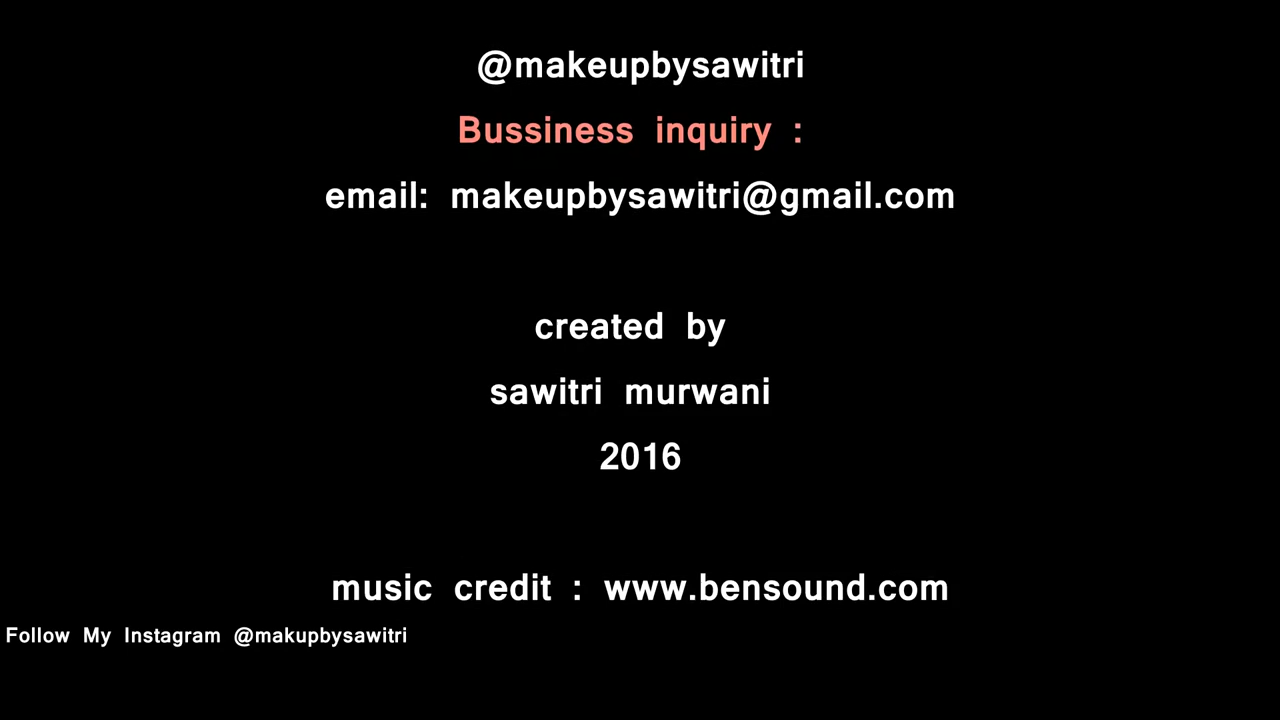 @makeupbysawitri
Bussiness inquiry :
email: makeupbysawitri@gmail.com
created by
sawitri murwani
2016
music credit : www.bensound.com
Follow My Instagram @makupbysawitri